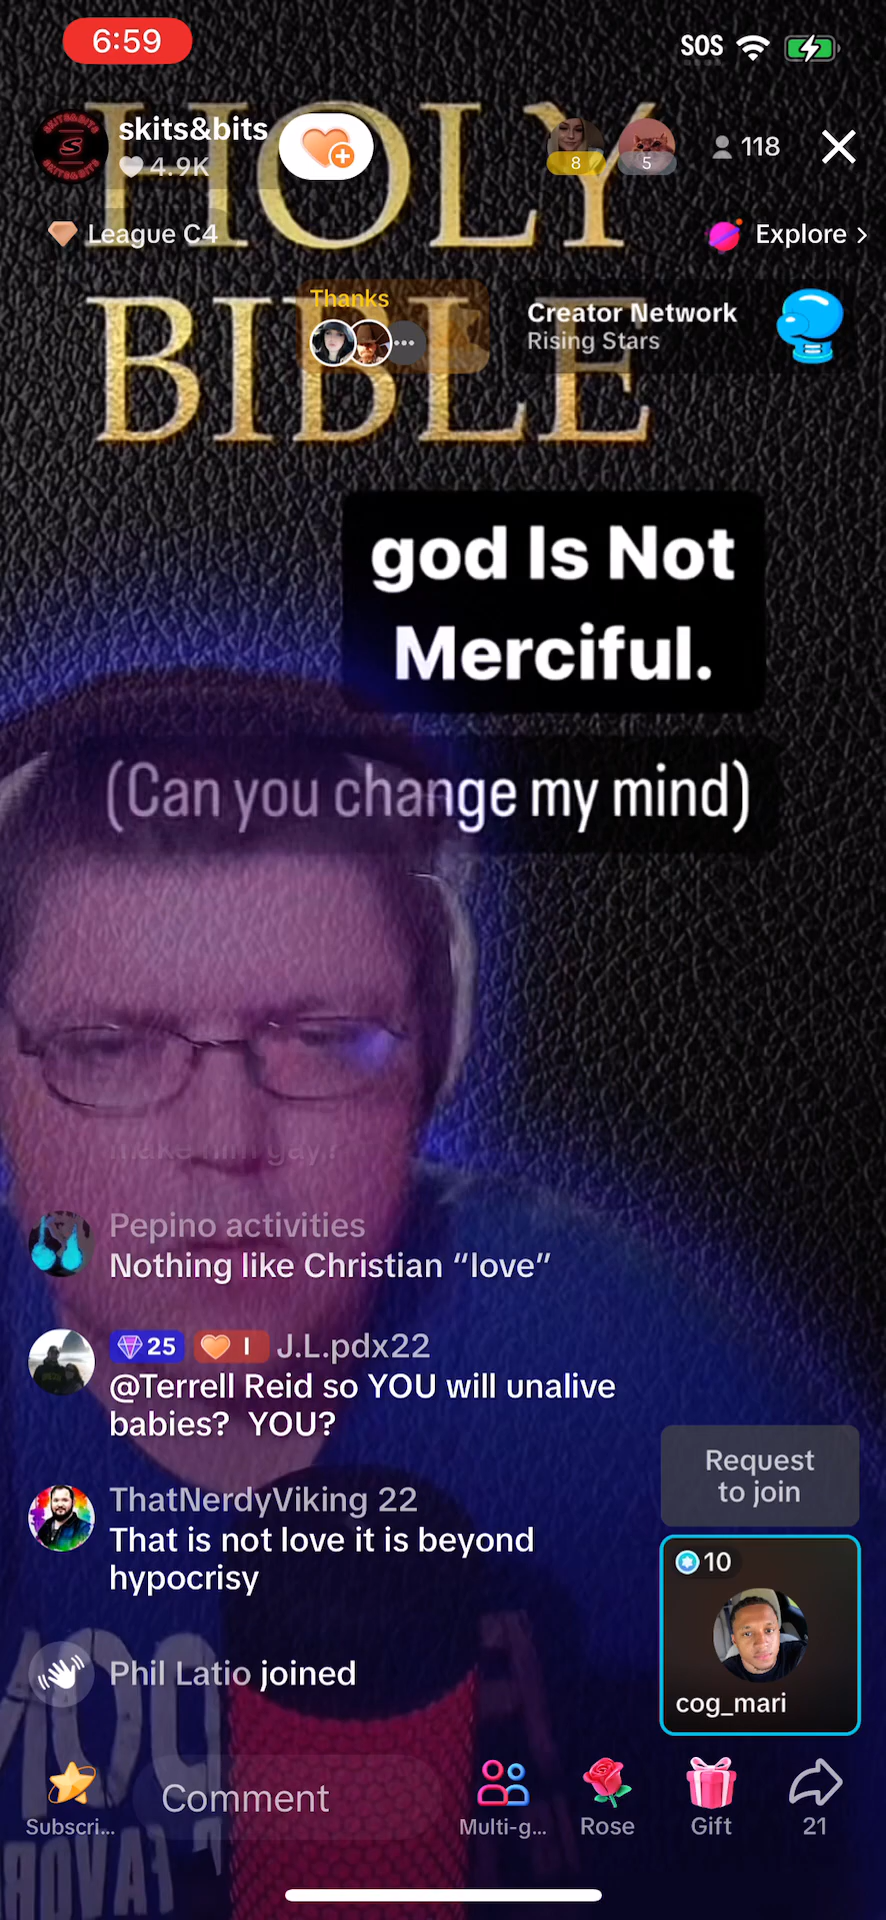 6:59
SOS
HOLY
BIBLE
skits&bits
4.9K
8
5
118
League C4
Explore >
Thanks
Creator Network
Rising Stars
god Is Not
Merciful.
(Can you change my mind)
make him gay?
Pepino activities
Nothing like Christian “love”
25
I
J.L.pdx22
@Terrell Reid so YOU will unalive
babies?  YOU?
ThatNerdyViking 22
That is not love it is beyond
hypocrisy
Phil Latio joined
Request
to join
10
cog_mari
Subscri...
Comment
Multi-g...
Rose
Gift
21